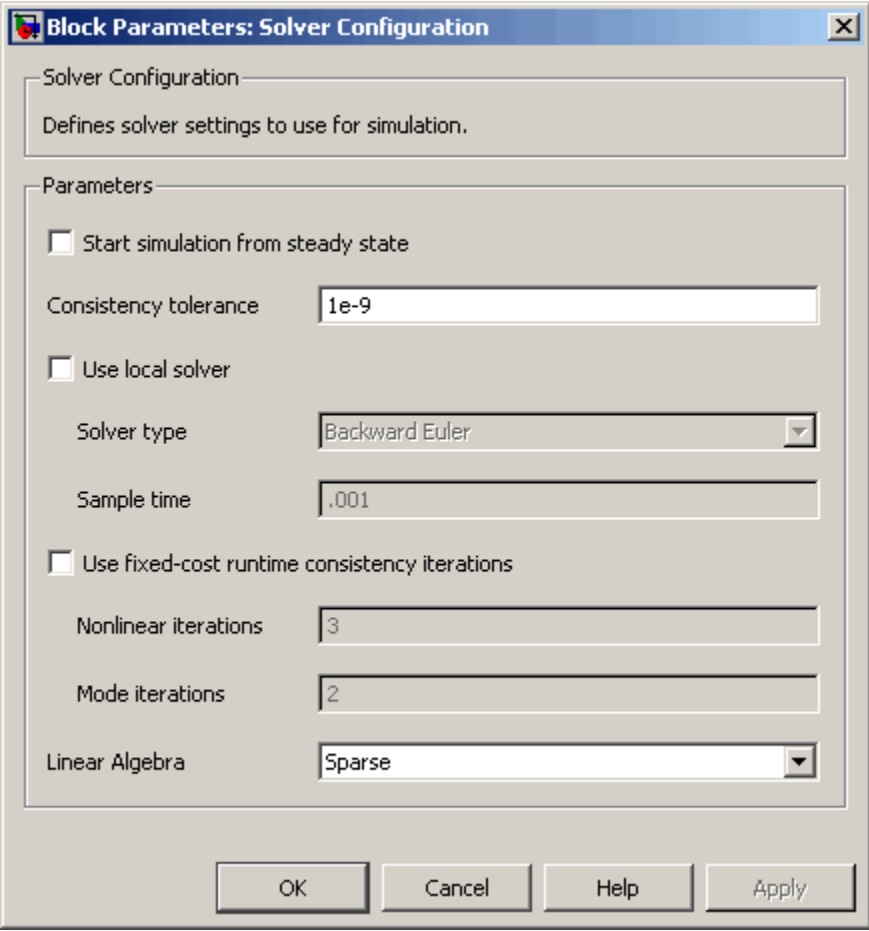 Block Parameters: Solver Configuration
Solver Configuration
Defines solver settings to use for simulation.
Parameters
Start simulation from steady state
Consistency tolerance 1e-9
Use local solver
Solver type Backward Euler
Sample time .001
Use fixed-cost runtime consistency iterations
Nonlinear iterations 3
Mode iterations 2
Linear Algebra Sparse
OK Cancel Help Apply